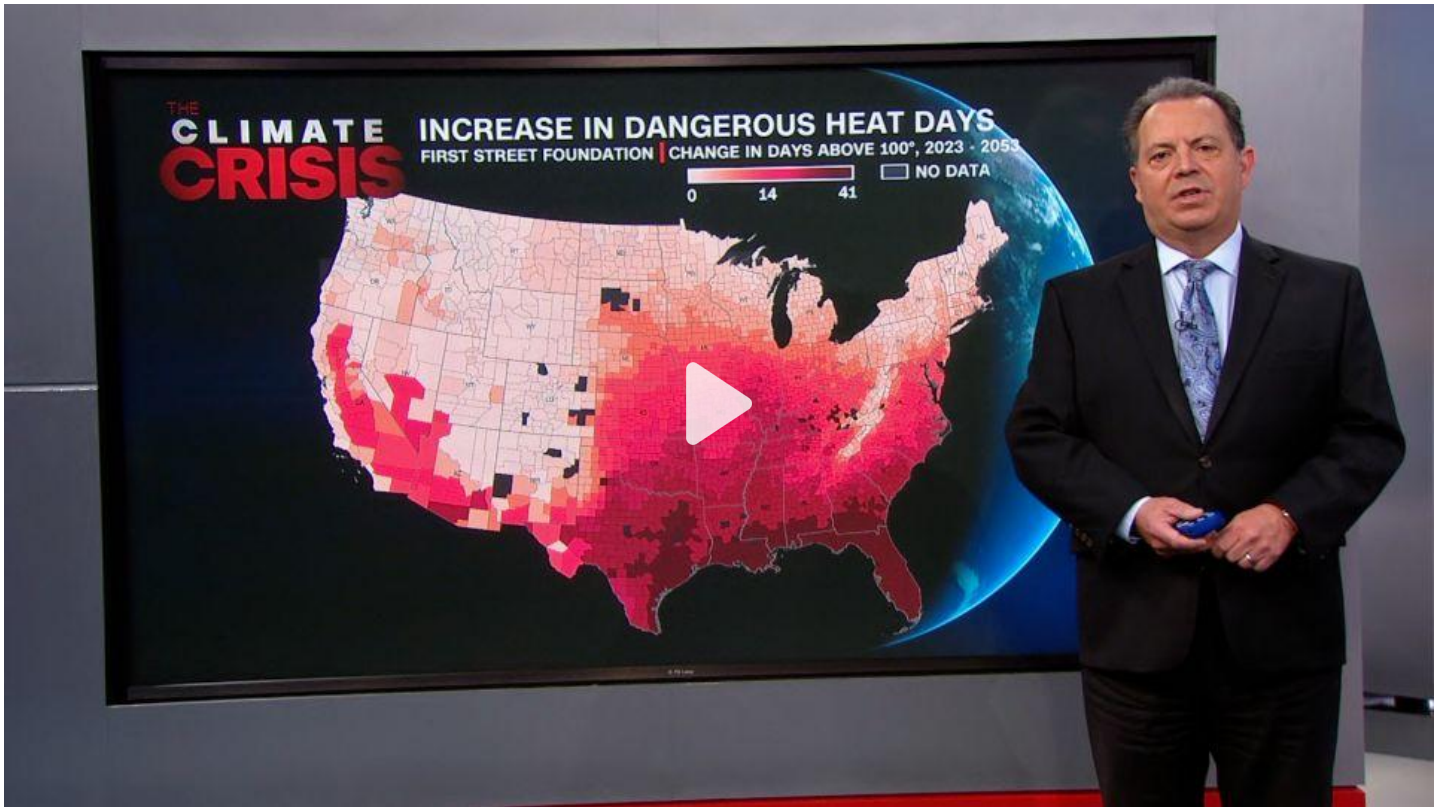 THE
CLIMATE
CRISIS
INCREASE IN DANGEROUS HEAT DAYS
FIRST STREET FOUNDATION | CHANGE IN DAYS ABOVE 100°, 2023 - 2053
0 14 41
NO DATA